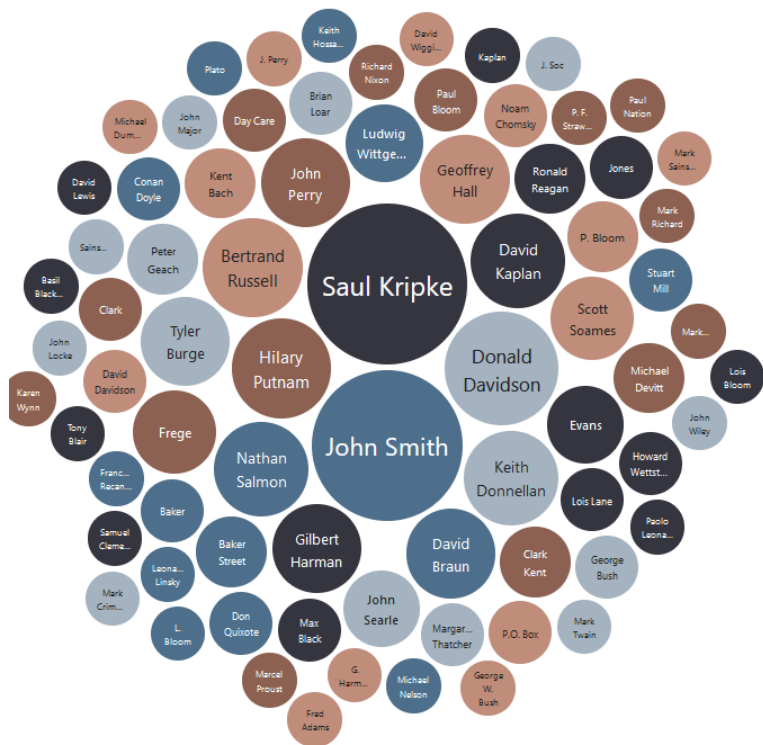 Keith
Hossa...
David
Wiggi...
Plato
J. Perry
Richard
Nixon
Kaplan
J. Soc
Brian
Loar
Paul
Bloom
Noam
Chomsky
P. F.
Straw...
Paul
Nation
Michael
Dum...
John
Major
Day Care
Ludwig
Wittge...
Geoffrey
Hall
Ronald
Reagan
Jones
Mark
Sains...
David
Lewis
Conan
Doyle
Kent
Bach
John
Perry
Mark
Richard
Sains...
Peter
Geach
Bertrand
Russell
Saul Kripke
David
Kaplan
P. Bloom
Stuart
Mill
Basil
Black...
Clark
John
Locke
Tyler
Burge
Hilary
Putnam
Donald
Davidson
Scott
Soames
Mark...
Karen
Wynn
David
Davidson
Michael
Devitt
Lois
Bloom
Tony
Blair
Frege
John Smith
Evans
John
Wiley
Franc...
Recan...
Nathan
Salmon
Keith
Donnellan
Howard
Wettst...
Baker
Lois Lane
Samuel
Cleme...
Baker
Street
Gilbert
Harman
David
Braun
Clark
Kent
Paolo
Leona...
Leona...
Linsky
George
Bush
Mark
Crim...
L.
Bloom
Don
Quixote
Max
Black
John
Searle
Margar...
Thatcher
P.O. Box
Mark
Twain
Marcel
Proust
G.
Harm...
Michael
Nelson
George
W.
Bush
Fred
Adams